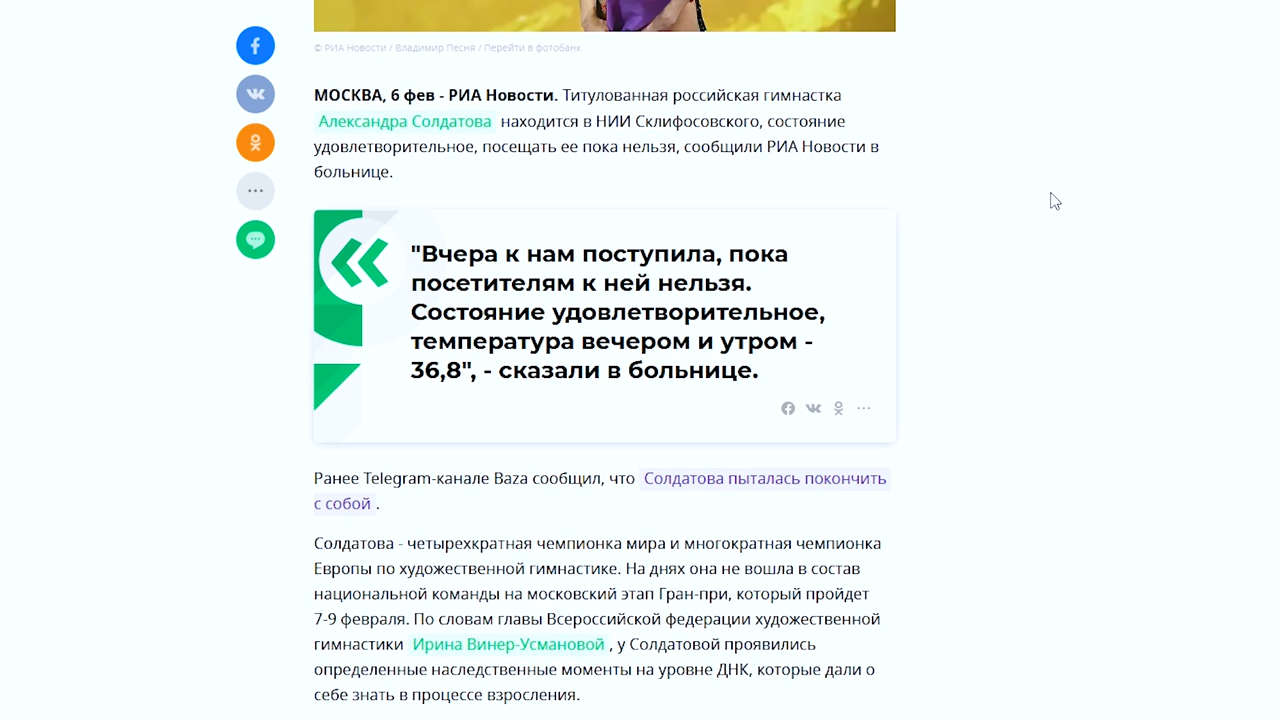 © РИА Новости / Владимир Песня / Перейти в фотобанк
МОСКВА, 6 фев - РИА Новости. Титулованная российская гимнастка
Александра Солдатова находится в НИИ Склифосовского, состояние
удовлетворительное, посещать ее пока нельзя, сообщили РИА Новости в
больнице.
"Вчера к нам поступила, пока
посетителям к ней нельзя.
Состояние удовлетворительное,
температура вечером и утром -
36,8", - сказали в больнице.
Ранее Telegram-канале Baza сообщил, что Солдатова пыталась покончить
с собой .
Солдатова - четырехкратная чемпионка мира и многократная чемпионка
Европы по художественной гимнастике. На днях она не вошла в состав
национальной команды на московский этап Гран-при, который пройдет
7-9 февраля. По словам главы Всероссийской федерации художественной
гимнастики Ирина Винер-Усмановой , у Солдатовой проявились
определенные наследственные моменты на уровне ДНК, которые дали о
себе знать в процессе взросления.